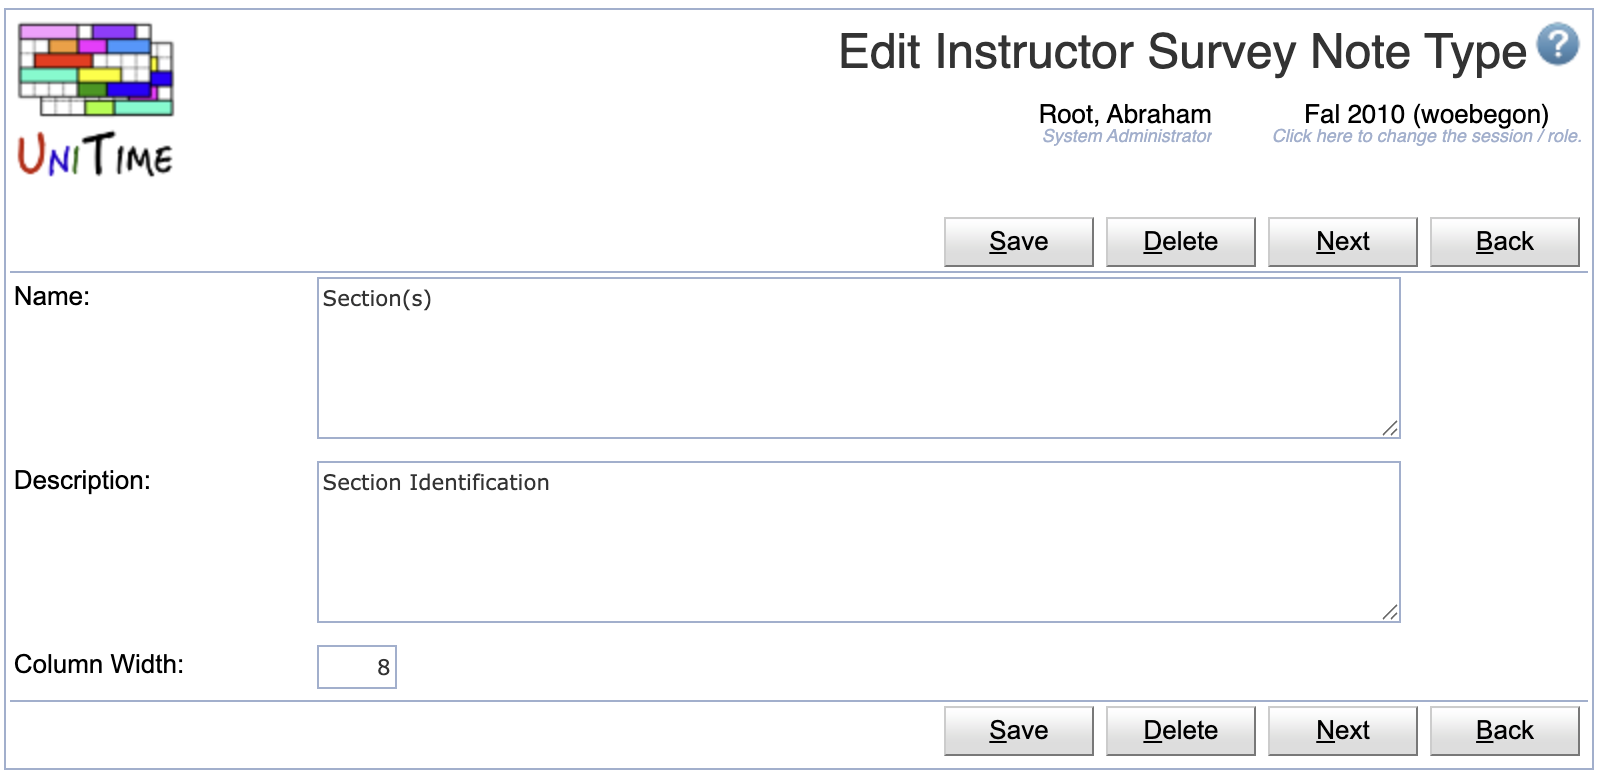 UniTime
Edit Instructor Survey Note Type ?
Root, Abraham Fal 2010 (woebegon)
System Administrator Click here to change the session / role.
Save Delete Next Back
Name: Section(s)
Description: Section Identification
Column Width: 8
Save Delete Next Back